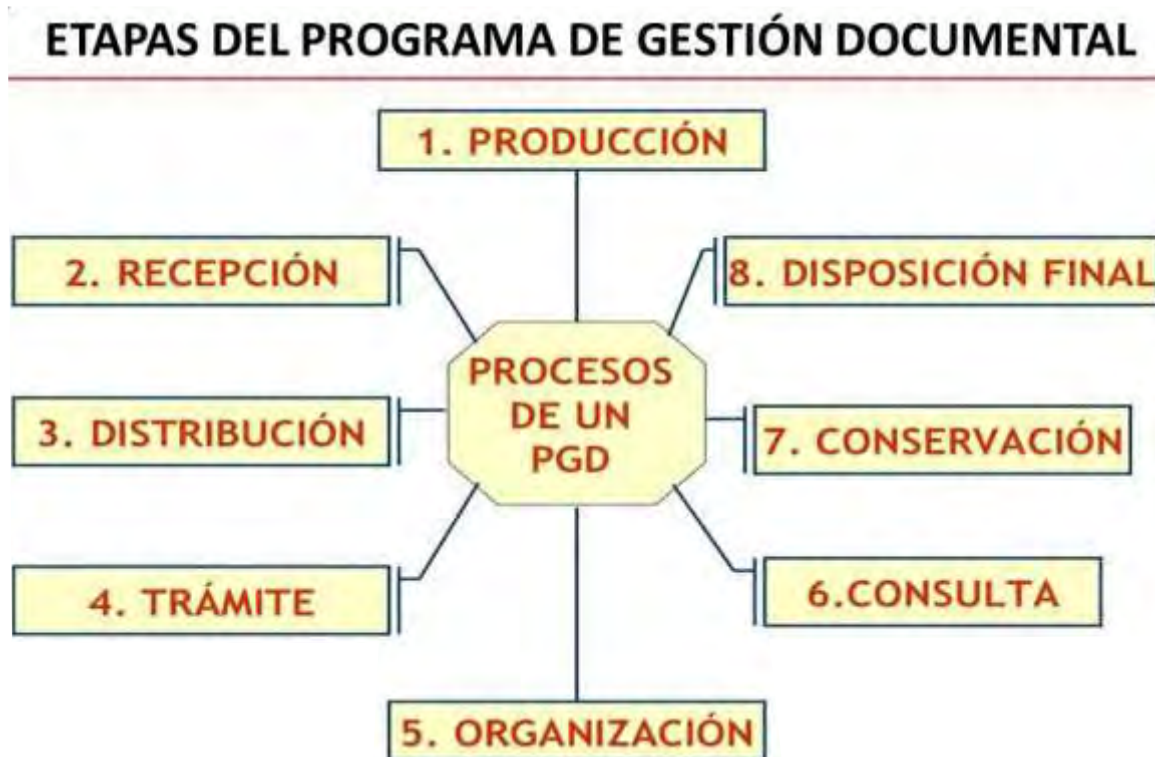 ETAPAS DEL PROGRAMA DE GESTIÓN DOCUMENTAL
1. PRODUCCIÓN
2. RECEPCIÓN
8. DISPOSICIÓN FINAL
PROCESOS
DE UN
PGD
3. DISTRIBUCIÓN
7. CONSERVACIÓN
4. TRÁMITE
6.CONSULTA
5. ORGANIZACIÓN